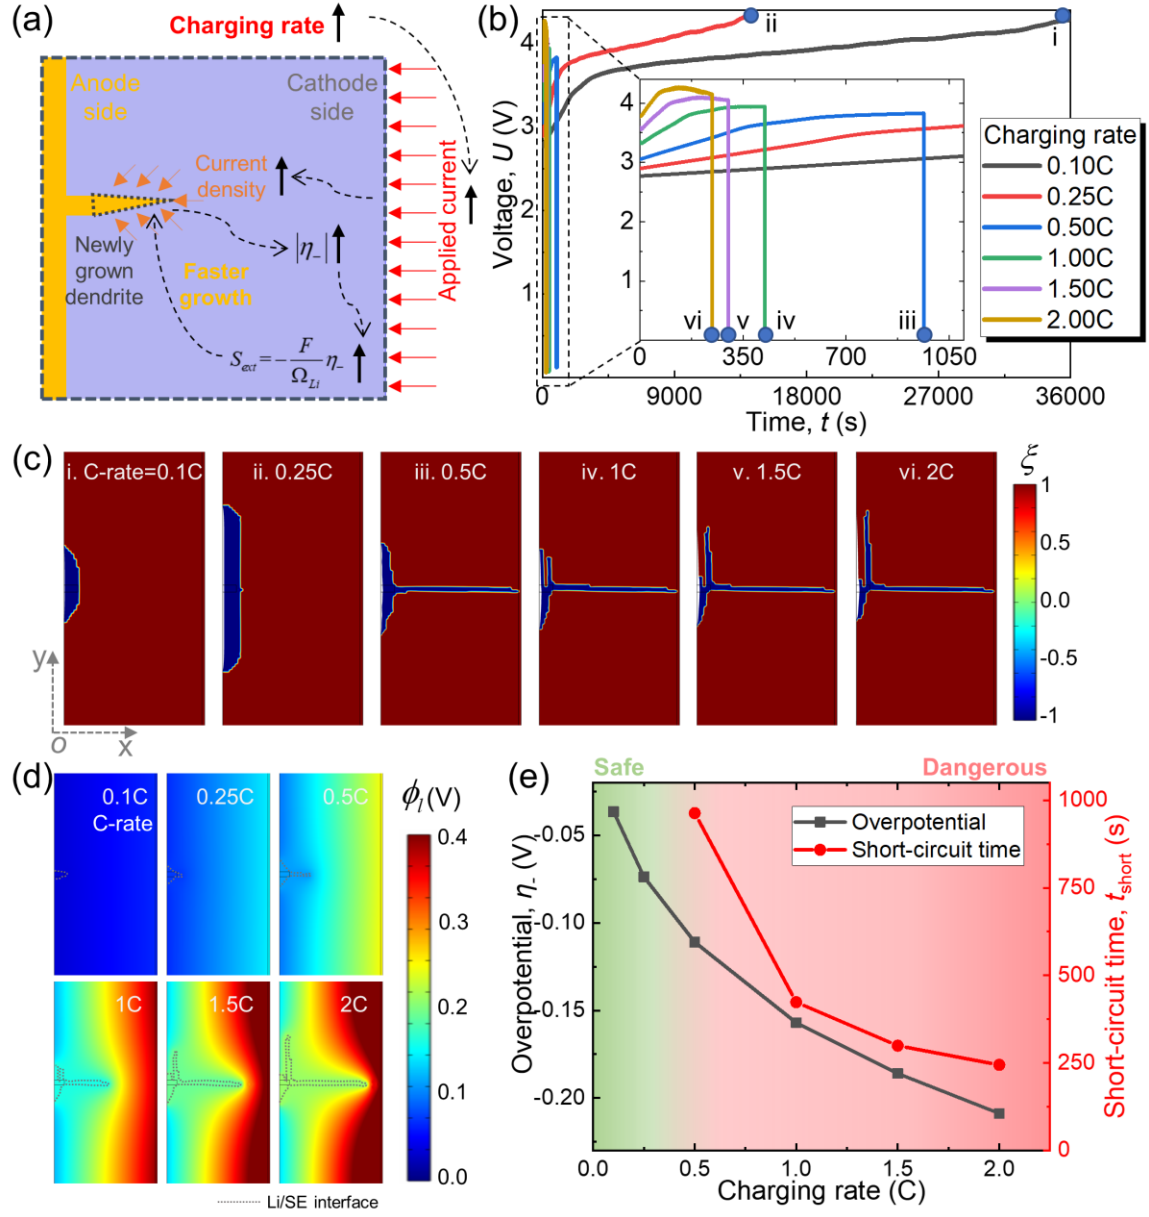 (a)
Charging rate
Anode side
Cathode side
Current density
Applied current
Newly grown dendrite
|η₋|
Faster growth
S_ext = -F/Ω_Li η₋
(b)
Voltage, U (V)
4
3
2
1
0
9000
18000
27000
36000
Time, t (s)
ii
i
4
3
2
1
vi
v
iv
iii
0
350
700
1050
Charging rate
0.10C
0.25C
0.50C
1.00C
1.50C
2.00C
(c)
i. C-rate=0.1C
ii. 0.25C
iii. 0.5C
iv. 1C
v. 1.5C
vi. 2C
ξ
1
0.5
0.0
-0.5
-1
y
o
x
(d)
0.1C
C-rate
0.25C
0.5C
1C
1.5C
2C
ϕ_l (V)
0.4
0.3
0.2
0.1
0.0
Li/SE interface
(e)
Safe
Dangerous
Overpotential
Short-circuit time
Overpotential, η₋ (V)
-0.05
-0.10
-0.15
-0.20
Short-circuit time, t_short (s)
1000
750
500
250
0
0.0
0.5
1.0
1.5
2.0
Charging rate (C)